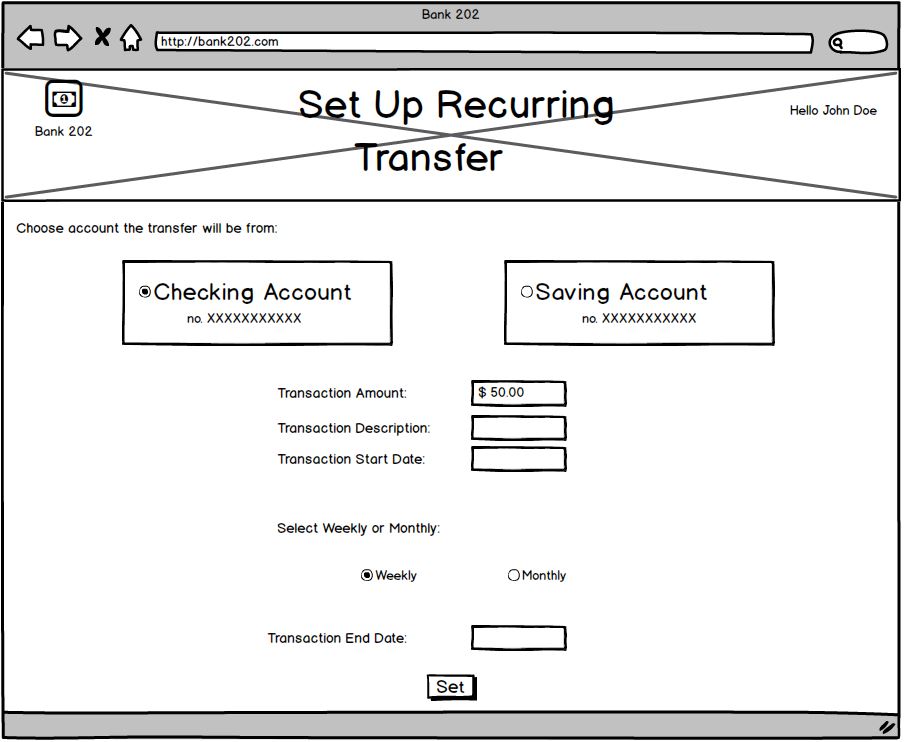 Bank 202
http://bank202.com
Set Up Recurring
Transfer
Bank 202
Hello John Doe
Choose account the transfer will be from:
Checking Account
no. XXXXXXXXXXX
Saving Account
no. XXXXXXXXXXX
Transaction Amount: $ 50.00
Transaction Description:
Transaction Start Date:
Select Weekly or Monthly:
Weekly Monthly
Transaction End Date:
Set